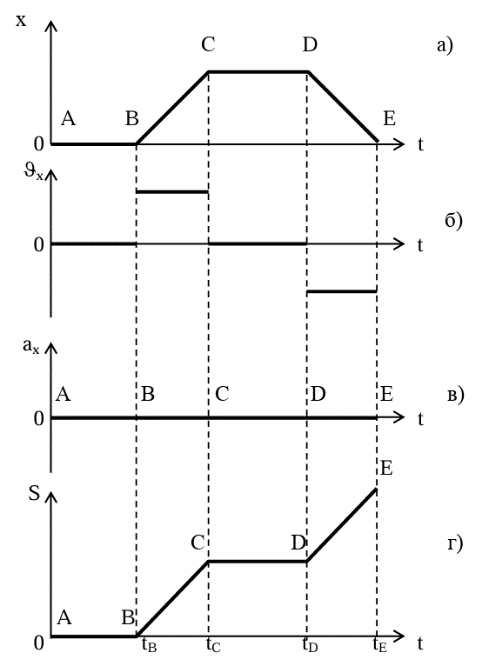 x
C D а)
A B E
0 t
ϑx
б)
0 t
ax
A B C D E в)
0 t
E
S
C D г)
A B
0 tB tC tD tE t